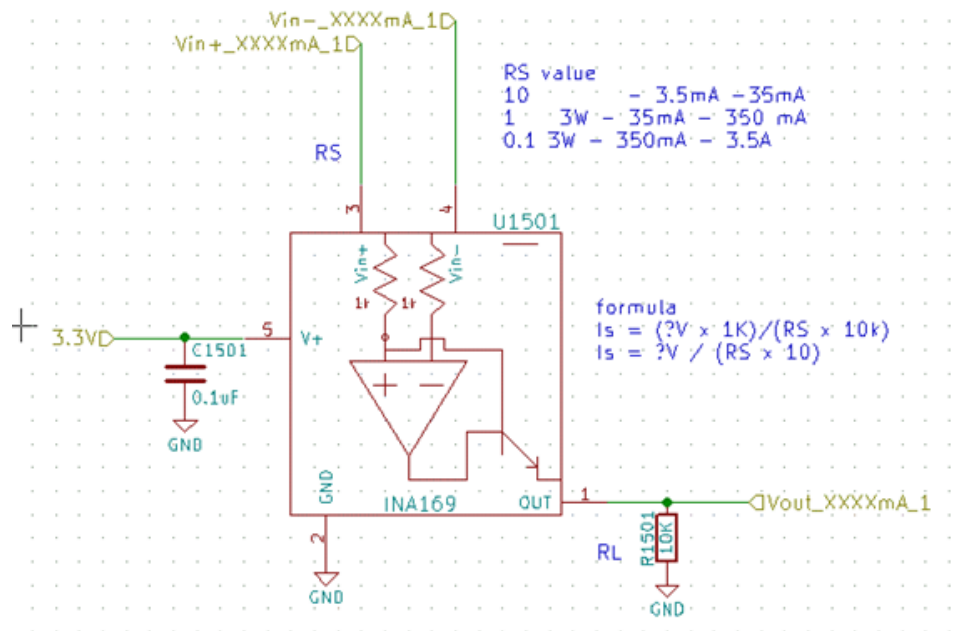 Vin-_XXXXmA_1
Vin+_XXXXmA_1
RS value
10 - 3.5mA -35mA
1 3W - 35mA - 350 mA
0.1 3W - 350mA - 3.5A
RS
3
4
U1501
Vin+
Vin-
1k
1k
formula
Is = (?V x 1K)/(RS x 10k)
Is = ?V / (RS x 10)
3.3V
5
V+
C1501
0.1uF
GND
+
-
GND
INA169
OUT
1
Vout_XXXXmA_1
2
GND
RL
R1501
10K
GND